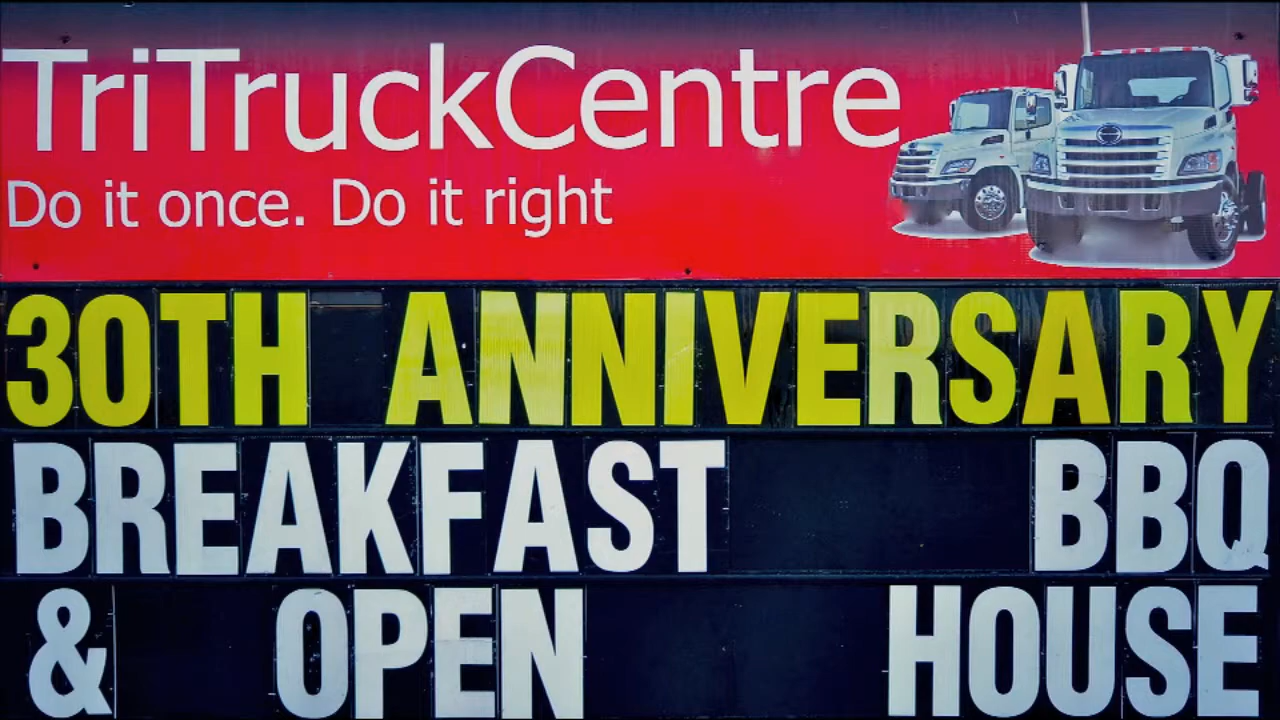 TriTruckCentre
Do it once. Do it right
30TH ANNIVERSARY
BREAKFAST BBQ
& OPEN HOUSE